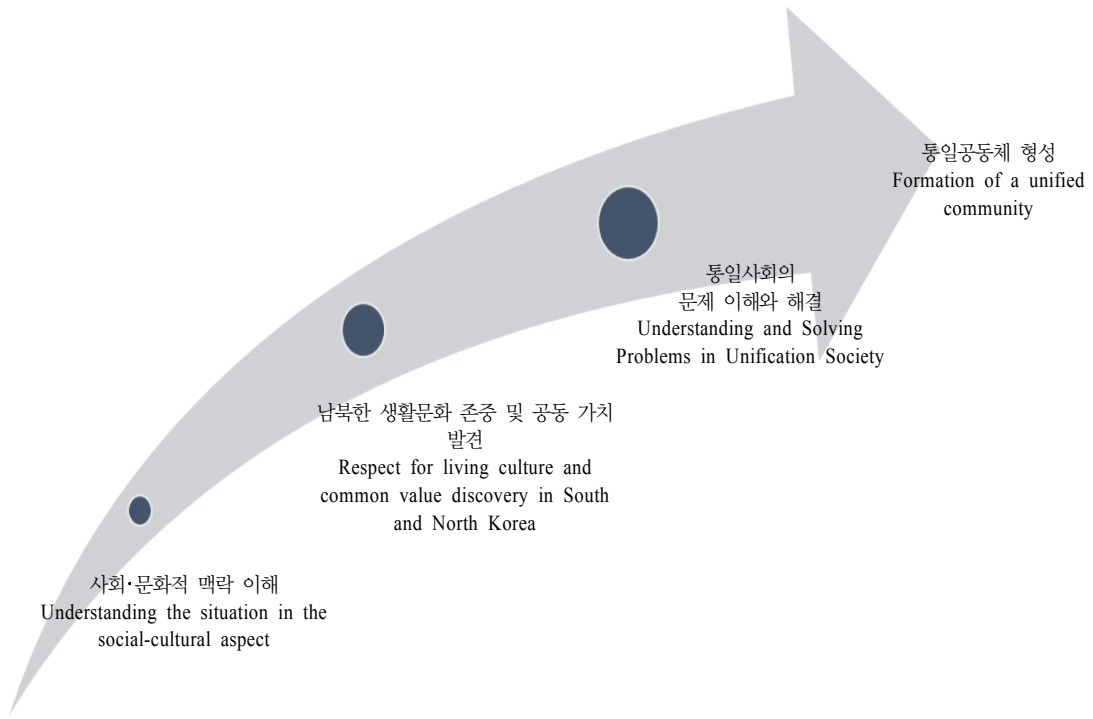 통일공동체 형성
Formation of a unified
community
통일사회의
문제 이해와 해결
Understanding and Solving
Problems in Unification Society
남북한 생활문화 존중 및 공동 가치
발견
Respect for living culture and
common value discovery in South
and North Korea
사회·문화적 맥락 이해
Understanding the situation in the
social-cultural aspect